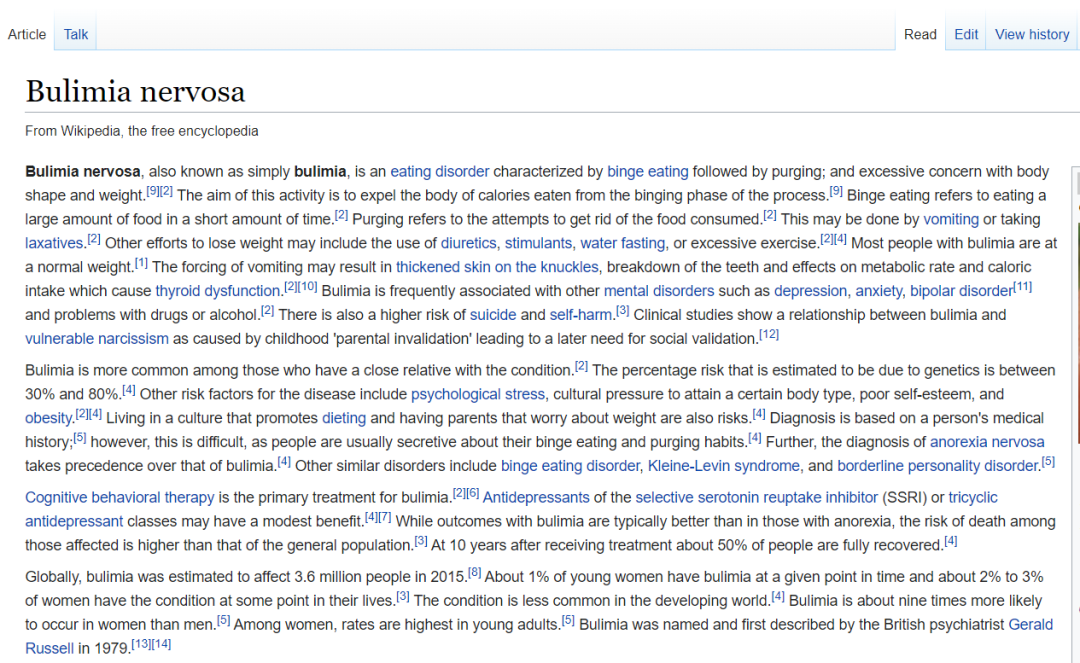 Article Talk Read Edit View history
Bulimia nervosa
From Wikipedia, the free encyclopedia
Bulimia nervosa, also known as simply bulimia, is an eating disorder characterized by binge eating followed by purging; and excessive concern with body
shape and weight.[9][2] The aim of this activity is to expel the body of calories eaten from the binging phase of the process.[9] Binge eating refers to eating a
large amount of food in a short amount of time.[2] Purging refers to the attempts to get rid of the food consumed.[2] This may be done by vomiting or taking
laxatives.[2] Other efforts to lose weight may include the use of diuretics, stimulants, water fasting, or excessive exercise.[2][4] Most people with bulimia are at
a normal weight.[1] The forcing of vomiting may result in thickened skin on the knuckles, breakdown of the teeth and effects on metabolic rate and caloric
intake which cause thyroid dysfunction.[2][10] Bulimia is frequently associated with other mental disorders such as depression, anxiety, bipolar disorder[11]
and problems with drugs or alcohol.[2] There is also a higher risk of suicide and self-harm.[3] Clinical studies show a relationship between bulimia and
vulnerable narcissism as caused by childhood 'parental invalidation' leading to a later need for social validation.[12]
Bulimia is more common among those who have a close relative with the condition.[2] The percentage risk that is estimated to be due to genetics is between
30% and 80%.[4] Other risk factors for the disease include psychological stress, cultural pressure to attain a certain body type, poor self-esteem, and
obesity.[2][4] Living in a culture that promotes dieting and having parents that worry about weight are also risks.[4] Diagnosis is based on a person's medical
history;[5] however, this is difficult, as people are usually secretive about their binge eating and purging habits.[4] Further, the diagnosis of anorexia nervosa
takes precedence over that of bulimia.[4] Other similar disorders include binge eating disorder, Kleine-Levin syndrome, and borderline personality disorder.[5]
Cognitive behavioral therapy is the primary treatment for bulimia.[2][6] Antidepressants of the selective serotonin reuptake inhibitor (SSRI) or tricyclic
antidepressant classes may have a modest benefit.[4][7] While outcomes with bulimia are typically better than in those with anorexia, the risk of death among
those affected is higher than that of the general population.[3] At 10 years after receiving treatment about 50% of people are fully recovered.[4]
Globally, bulimia was estimated to affect 3.6 million people in 2015.[8] About 1% of young women have bulimia at a given point in time and about 2% to 3%
of women have the condition at some point in their lives.[3] The condition is less common in the developing world.[4] Bulimia is about nine times more likely
to occur in women than men.[5] Among women, rates are highest in young adults.[5] Bulimia was named and first described by the British psychiatrist Gerald
Russell in 1979.[13][14]